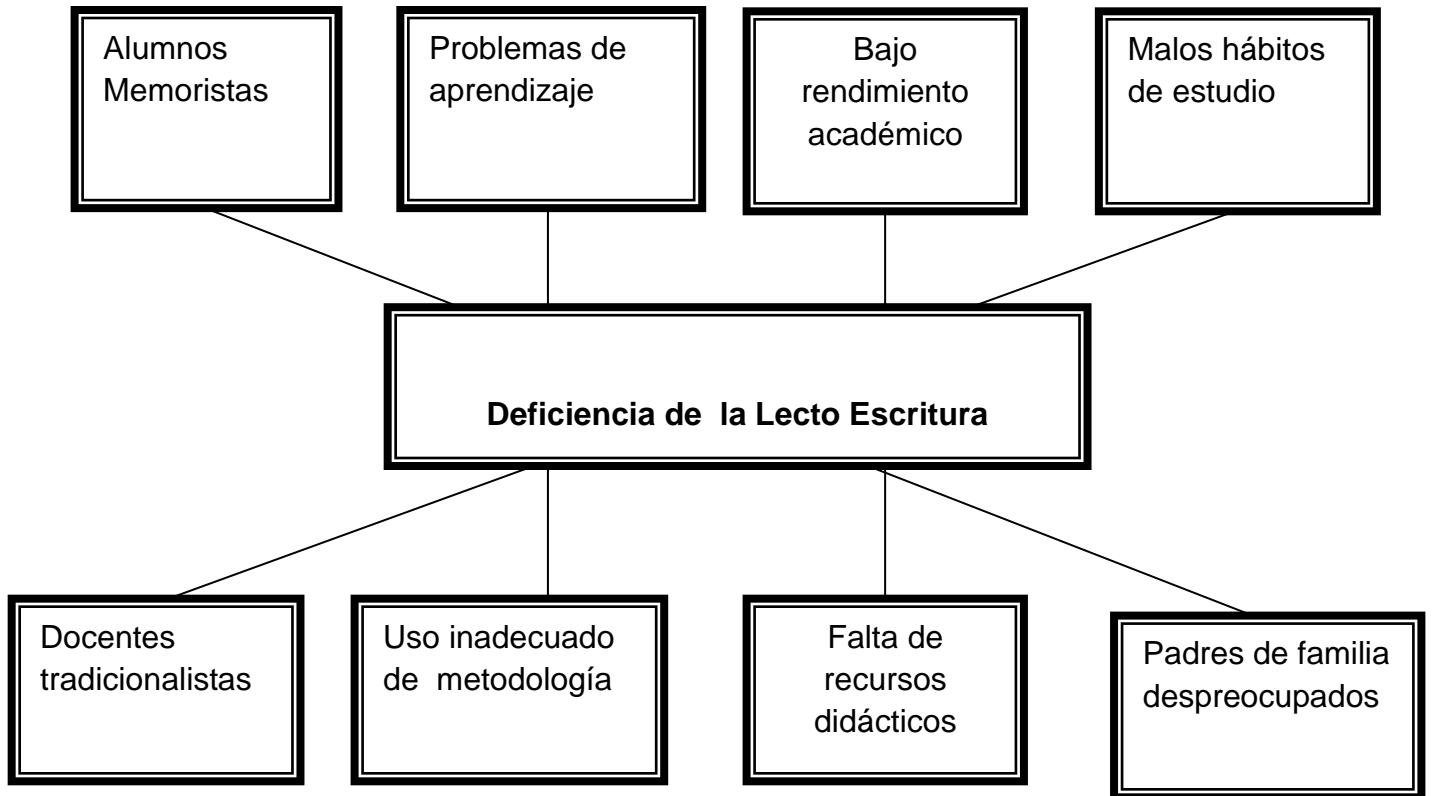 Alumnos
Memoristas
Problemas de
aprendizaje
Bajo
rendimiento
académico
Malos hábitos
de estudio
Deficiencia de  la Lecto Escritura
Docentes
tradicionalistas
Uso inadecuado
de  metodología
Falta de
recursos
didácticos
Padres de familia
despreocupados